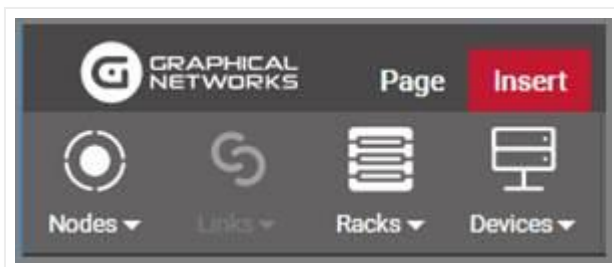 GRAPHICAL
NETWORKS
Page
Insert
Nodes
Links
Racks
Devices